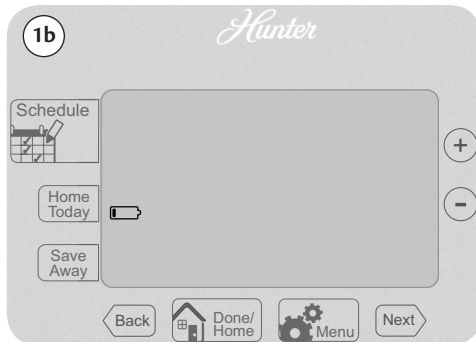 1b
Hunter
Schedule
+
Home
Today
-
Save
Away
Back
Done/
Home
Menu
Next